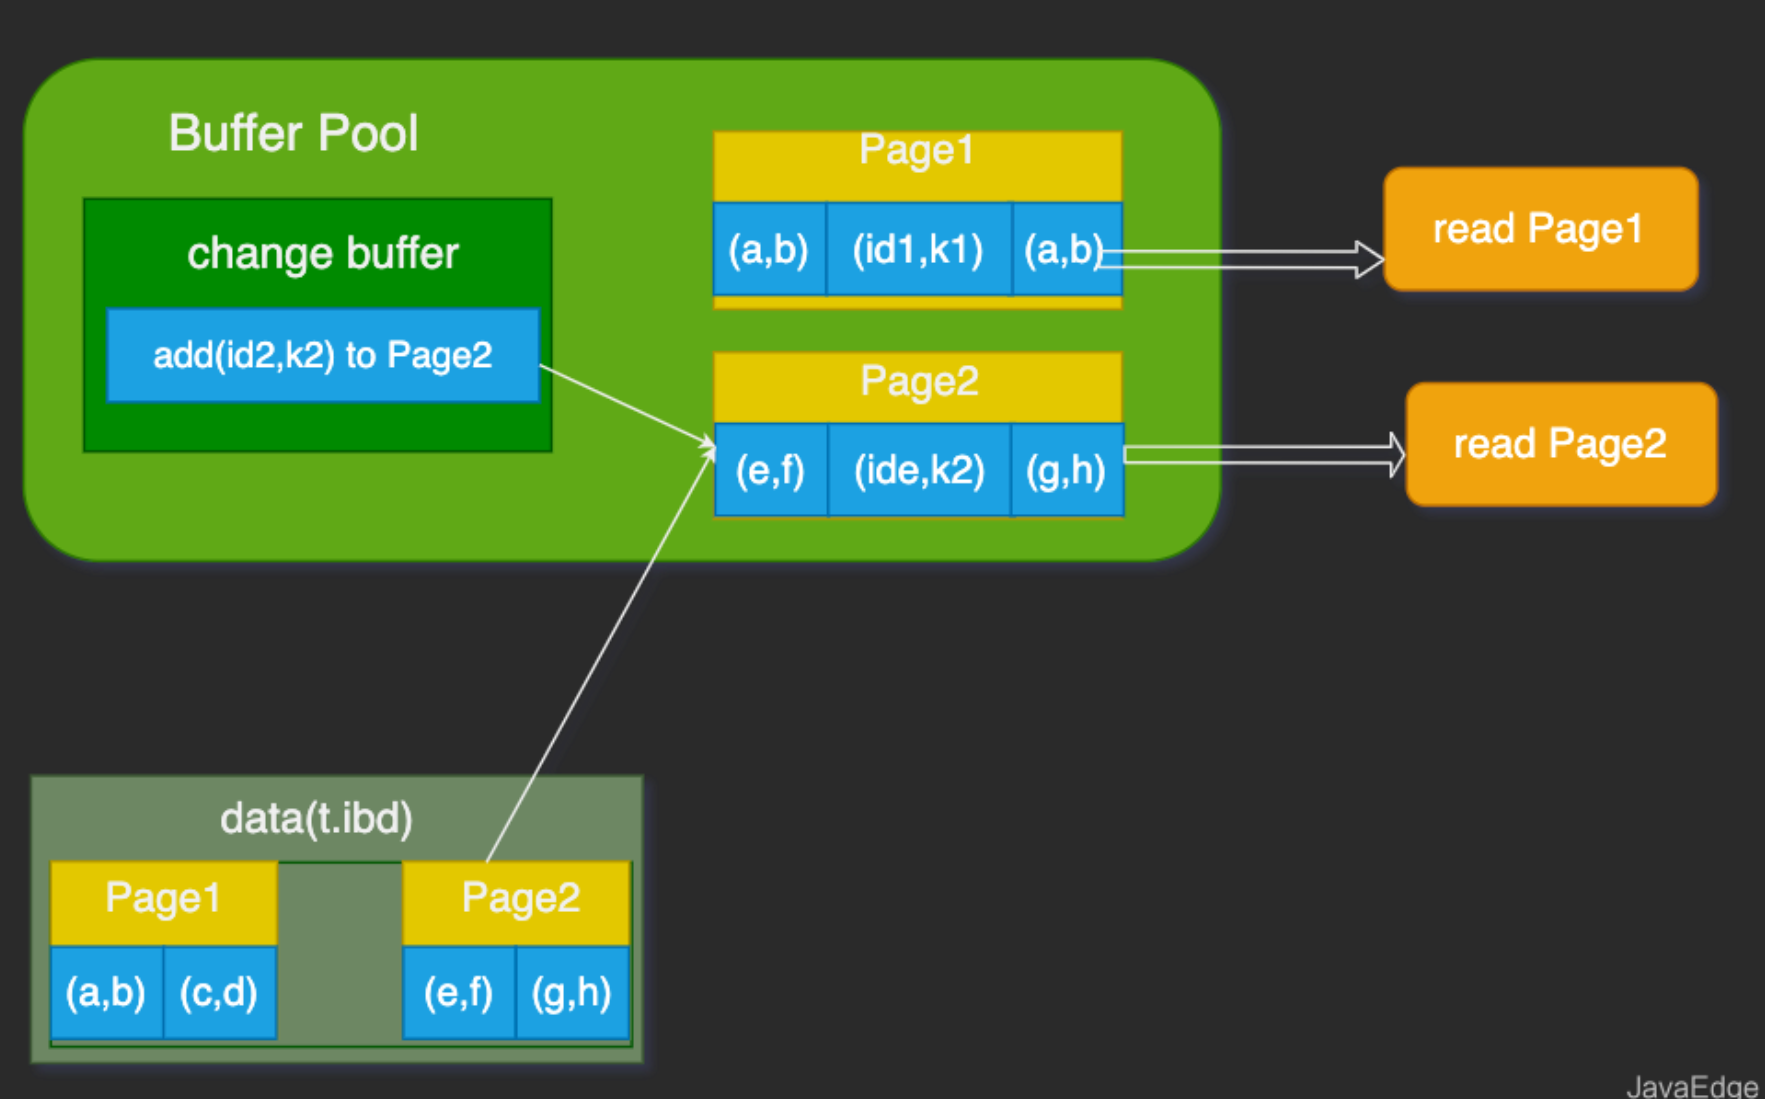 Buffer Pool
change buffer
add(id2,k2) to Page2
Page1
(a,b) (id1,k1) (a,b)
Page2
(e,f) (ide,k2) (g,h)
read Page1
read Page2
data(t.ibd)
Page1
(a,b) (c,d)
Page2
(e,f) (g,h)
JavaEdge